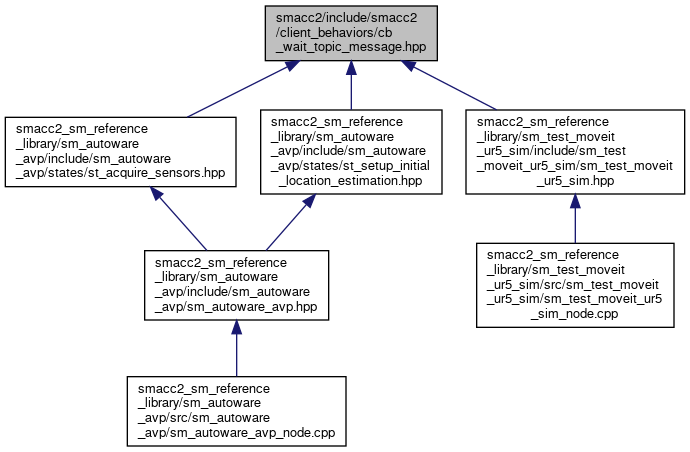 smacc2/include/smacc2
/client_behaviors/cb
_wait_topic_message.hpp
smacc2_sm_reference
_library/sm_autoware
_avp/include/sm_autoware
_avp/states/st_acquire_sensors.hpp
smacc2_sm_reference
_library/sm_autoware
_avp/include/sm_autoware
_avp/states/st_setup_initial
_location_estimation.hpp
smacc2_sm_reference
_library/sm_test_moveit
_ur5_sim/include/sm_test
_moveit_ur5_sim/sm_test_moveit
_ur5_sim.hpp
smacc2_sm_reference
_library/sm_autoware
_avp/include/sm_autoware
_avp/sm_autoware_avp.hpp
smacc2_sm_reference
_library/sm_test_moveit
_ur5_sim/src/sm_test_moveit
_ur5_sim/sm_test_moveit_ur5
_sim_node.cpp
smacc2_sm_reference
_library/sm_autoware
_avp/src/sm_autoware
_avp/sm_autoware_avp_node.cpp